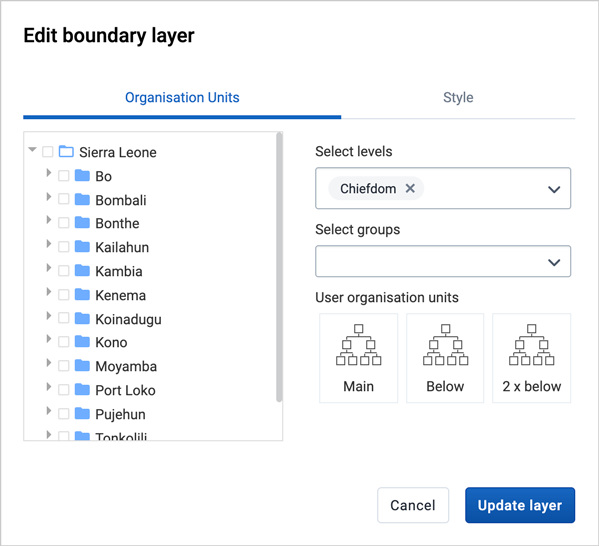 Edit boundary layer
Organisation Units
Style
Sierra Leone
Bo
Bombali
Bonthe
Kailahun
Kambia
Kenema
Koinadugu
Kono
Moyamba
Port Loko
Pujehun
Tonkolili
Select levels
Chiefdom
Select groups
User organisation units
Main
Below
2 x below
Cancel
Update layer